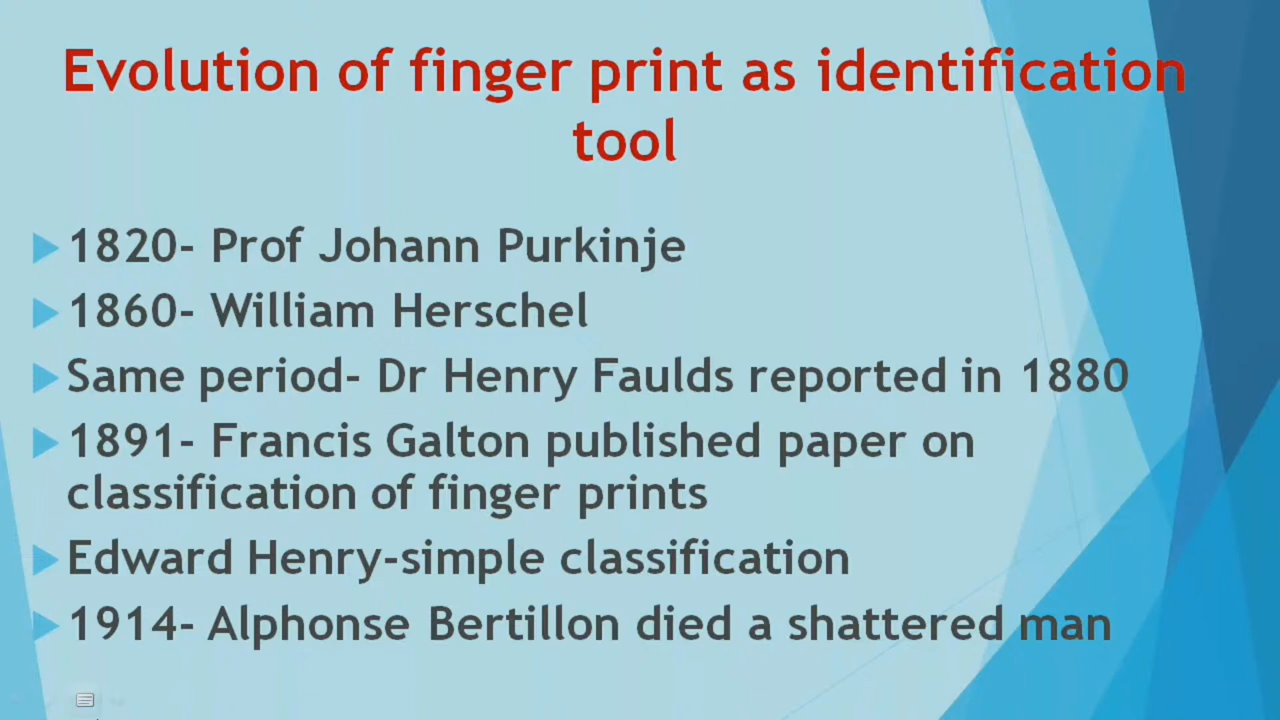 Evolution of finger print as identification
tool
1820- Prof Johann Purkinje
1860- William Herschel
Same period- Dr Henry Faulds reported in 1880
1891- Francis Galton published paper on
classification of finger prints
Edward Henry-simple classification
1914- Alphonse Bertillon died a shattered man